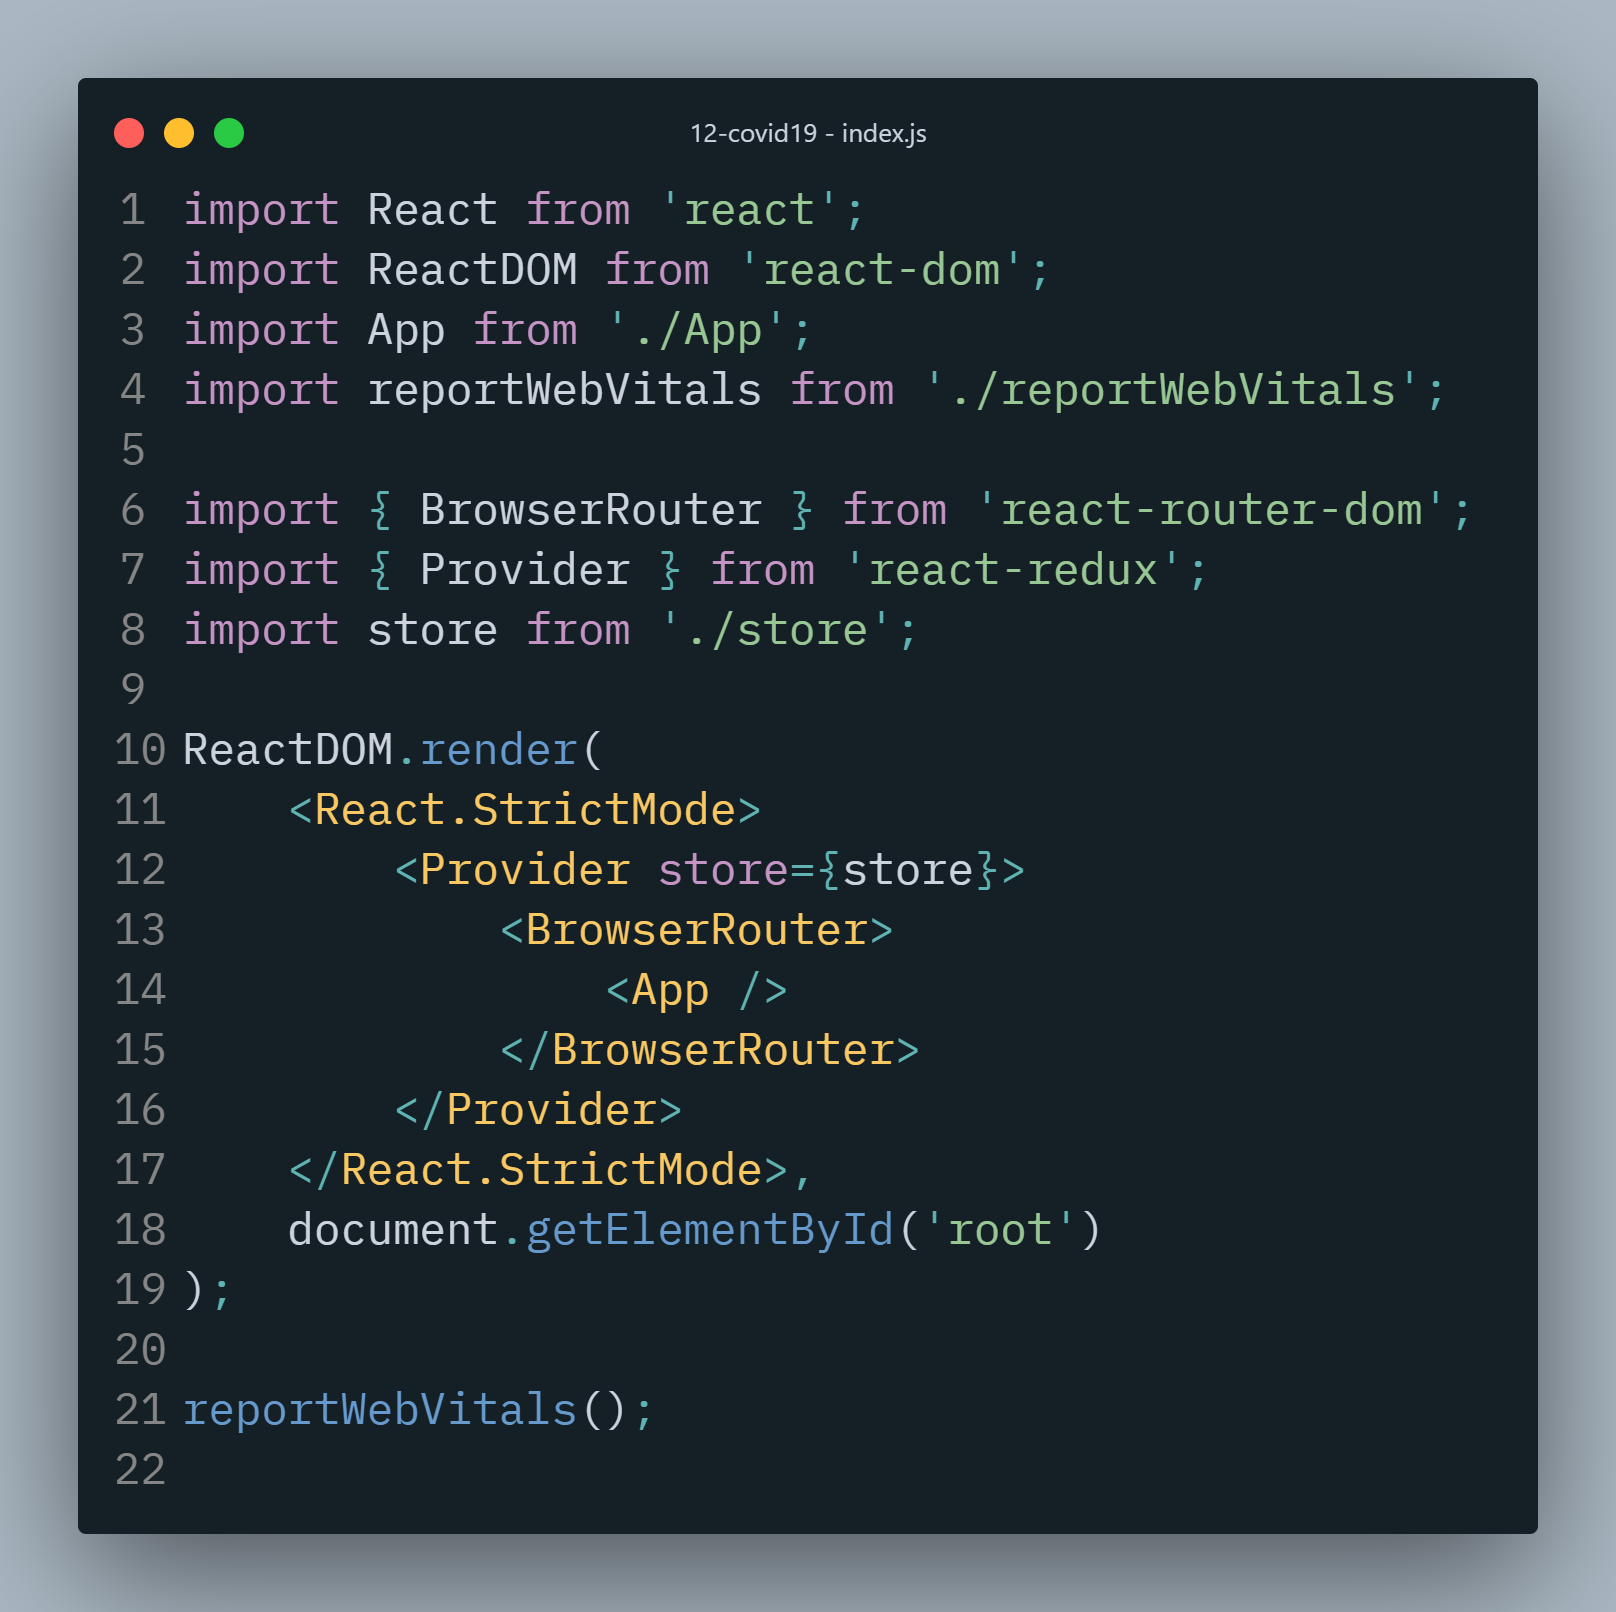 12-covid19 - index.js
1 import React from 'react';
2 import ReactDOM from 'react-dom';
3 import App from './App';
4 import reportWebVitals from './reportWebVitals';
5
6 import { BrowserRouter } from 'react-router-dom';
7 import { Provider } from 'react-redux';
8 import store from './store';
9
10 ReactDOM.render(
11     <React.StrictMode>
12         <Provider store={store}>
13             <BrowserRouter>
14                 <App />
15             </BrowserRouter>
16         </Provider>
17     </React.StrictMode>,
18     document.getElementById('root')
19 );
20
21 reportWebVitals();
22